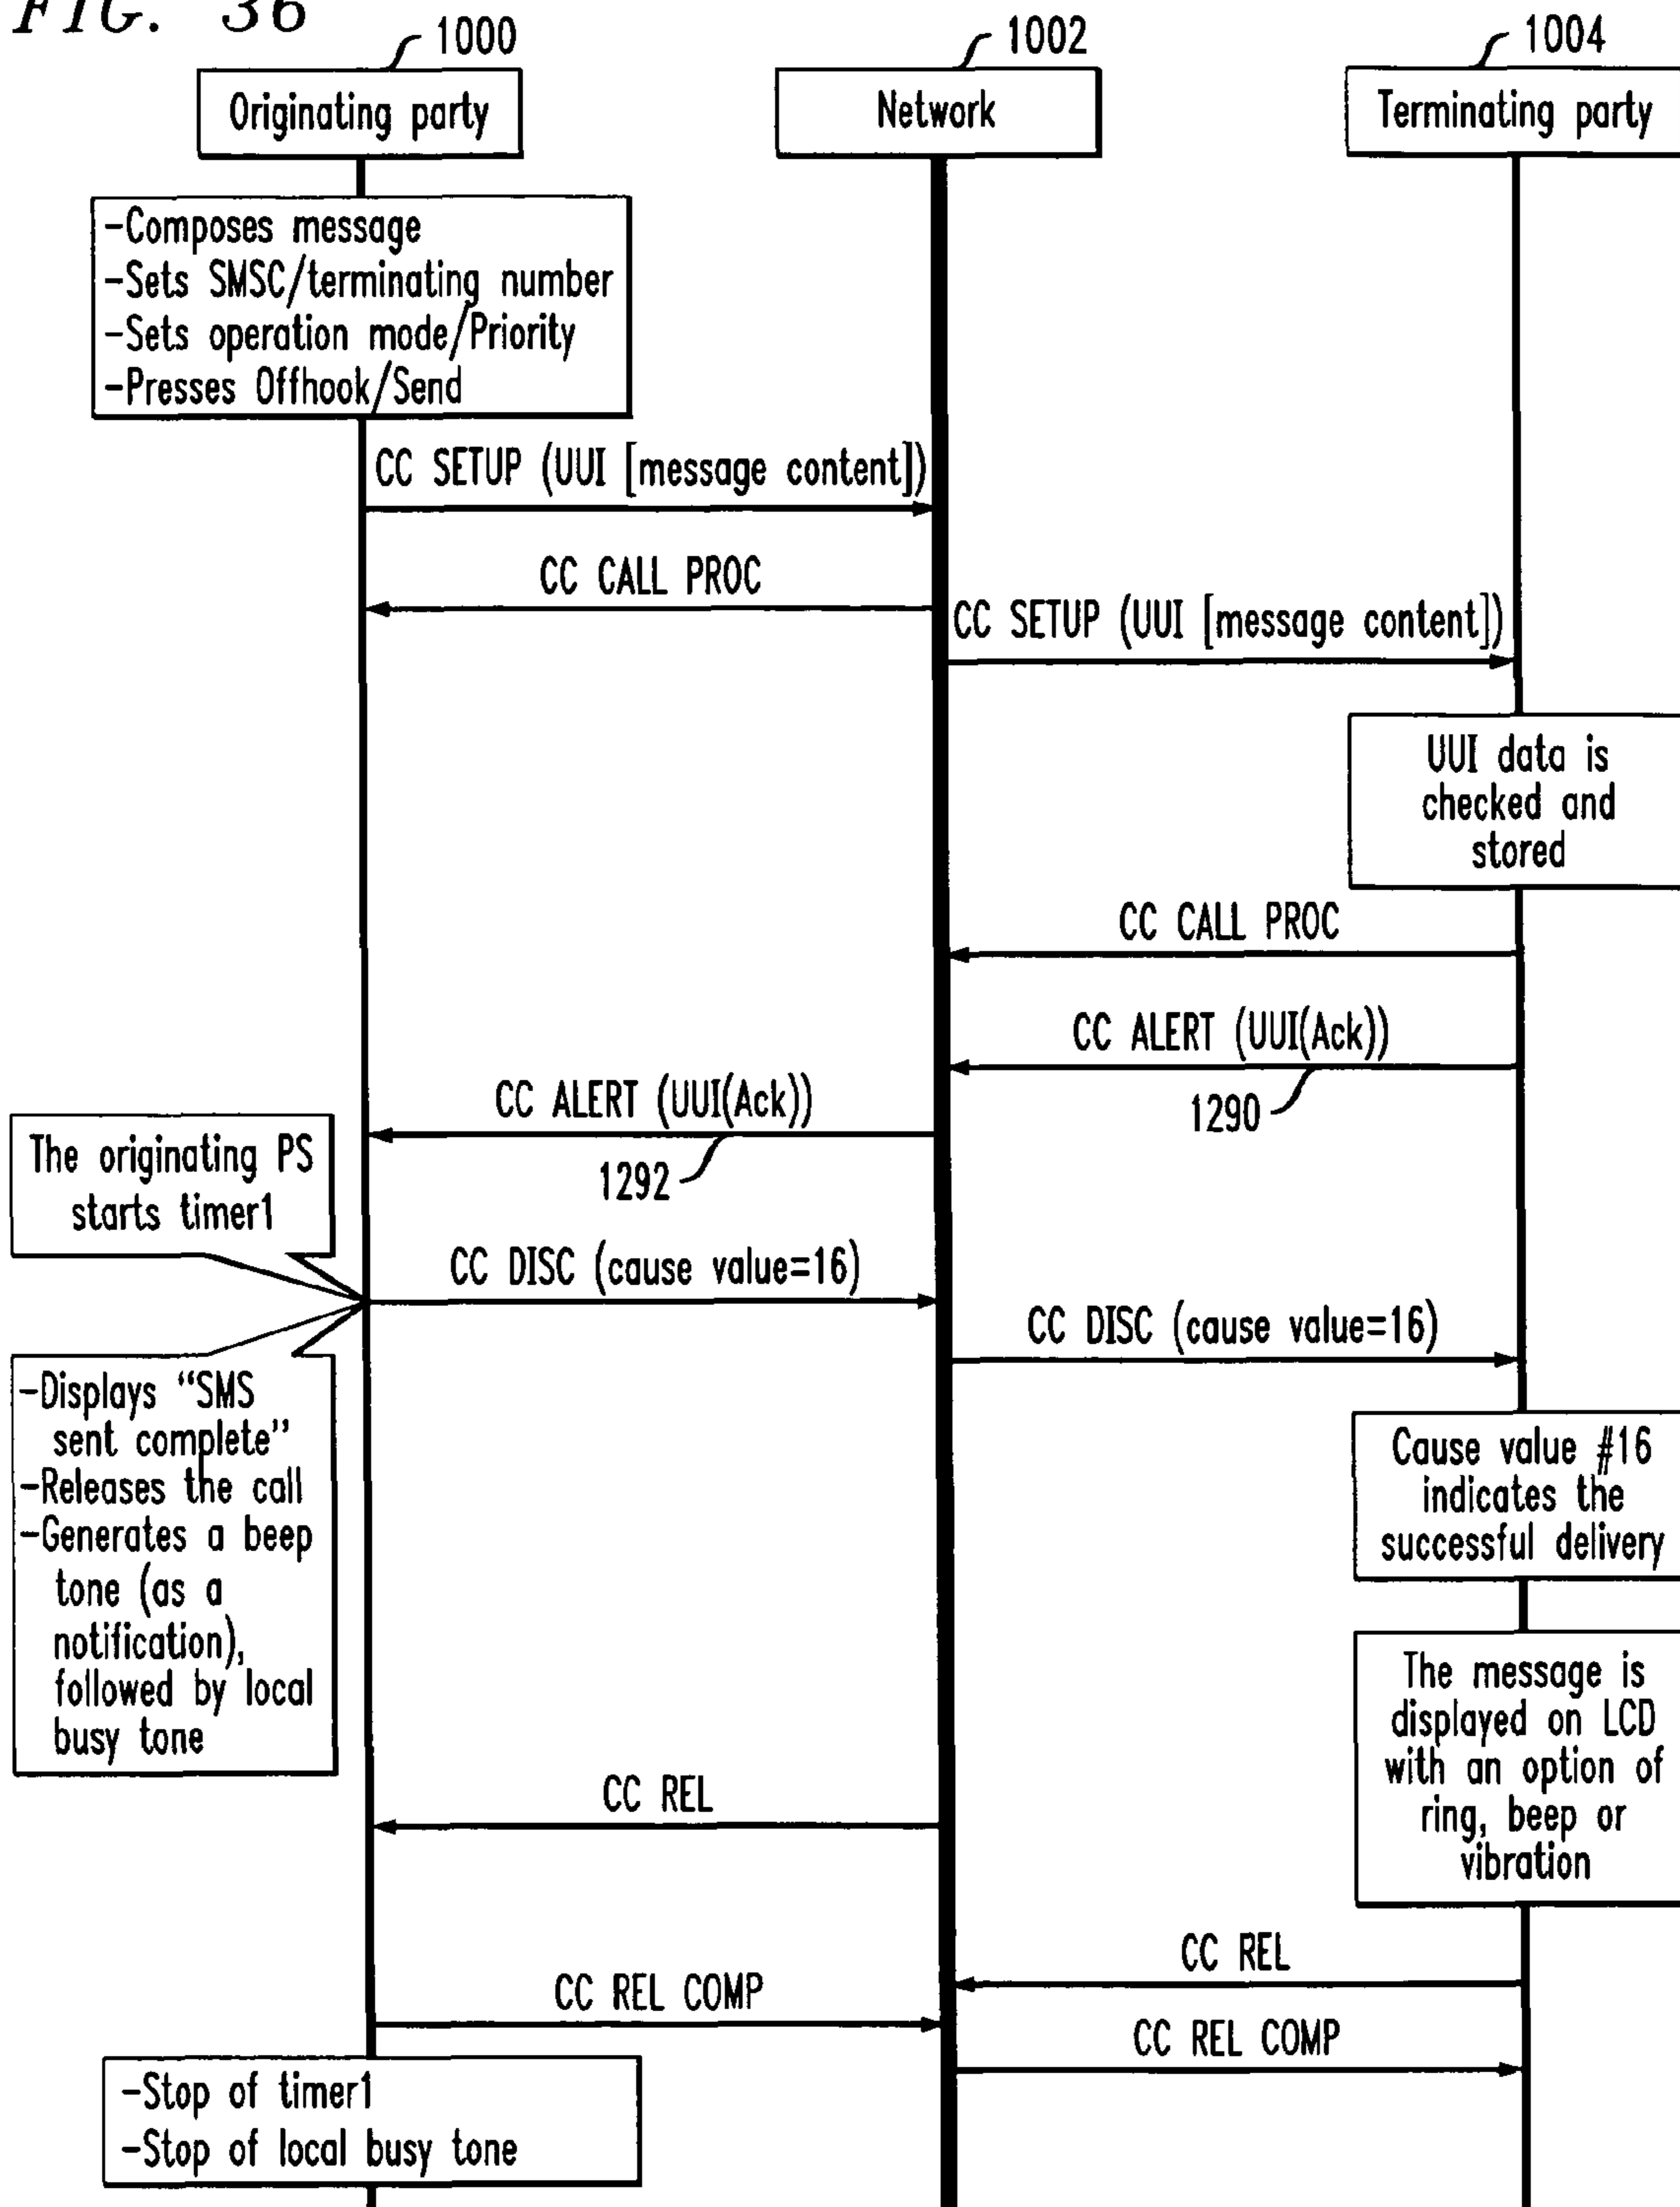 FIG. 36
1000
1002
1004
Originating party
Network
Terminating party
-Composes message
-Sets SMSC/terminating number
-Sets operation mode/Priority
-Presses Offhook/Send
CC SETUP (UUI [message content])
CC CALL PROC
CC SETUP (UUI [message content])
UUI data is
checked and
stored
CC CALL PROC
CC ALERT (UUI(Ack))
1290
CC ALERT (UUI(Ack))
1292
The originating PS
starts timer1
CC DISC (cause value=16)
CC DISC (cause value=16)
-Displays “SMS
sent complete”
-Releases the call
-Generates a beep
tone (as a
notification),
followed by local
busy tone
Cause value #16
indicates the
successful delivery
The message is
displayed on LCD
with an option of
ring, beep or
vibration
CC REL
CC REL
CC REL COMP
CC REL COMP
-Stop of timer1
-Stop of local busy tone